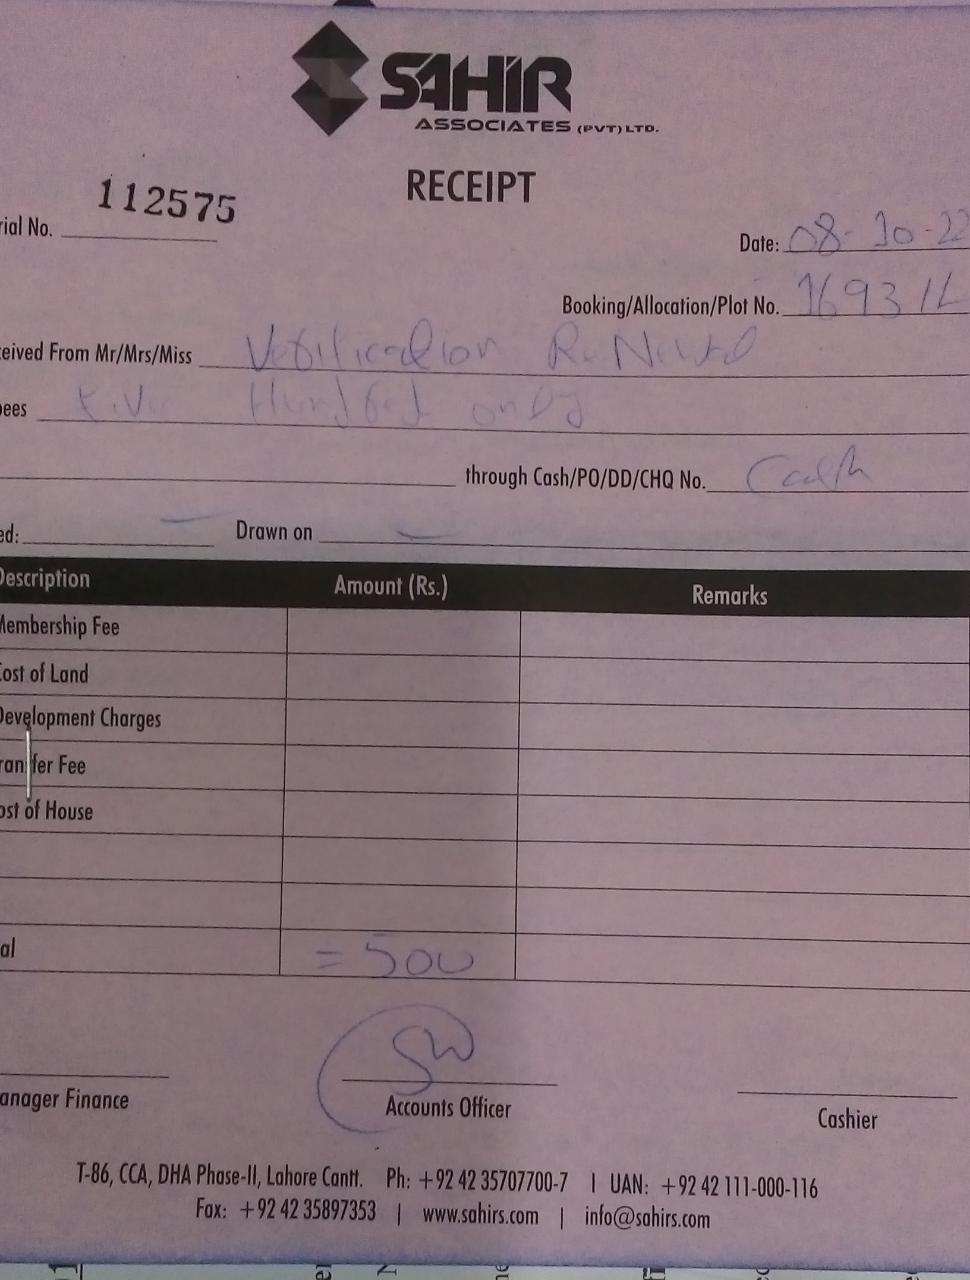 SAHIR
ASSOCIATES (PVT) LTD.
RECEIPT
rial No. 112575
Date: 08-10-22
Booking/Allocation/Plot No. 1693/L
ceived From Mr/Mrs/Miss Verification ReNewal
pees Five Hundred only
through Cash/PO/DD/CHQ No. Cash
ed: Drawn on
Description Amount (Rs.) Remarks
Membership Fee
Cost of Land
Development Charges
ransfer Fee
ost of House
al = 500
SW
anager Finance Accounts Officer Cashier
T-86, CCA, DHA Phase-II, Lahore Cantt. Ph: +92 42 35707700-7 | UAN: +92 42 111-000-116
Fax: +92 42 35897353 | www.sahirs.com | info@sahirs.com